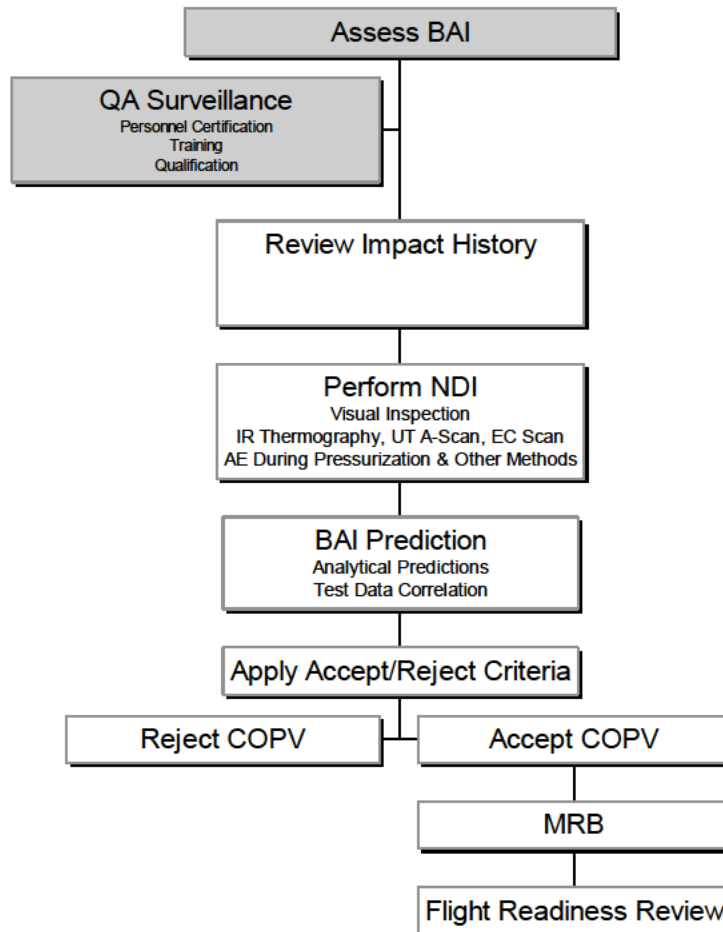 Assess BAI
QA Surveillance
Personnel Certification
Training
Qualification
Review Impact History
Perform NDI
Visual Inspection
IR Thermography, UT A-Scan, EC Scan
AE During Pressurization & Other Methods
BAI Prediction
Analytical Predictions
Test Data Correlation
Apply Accept/Reject Criteria
Reject COPV
Accept COPV
MRB
Flight Readiness Review